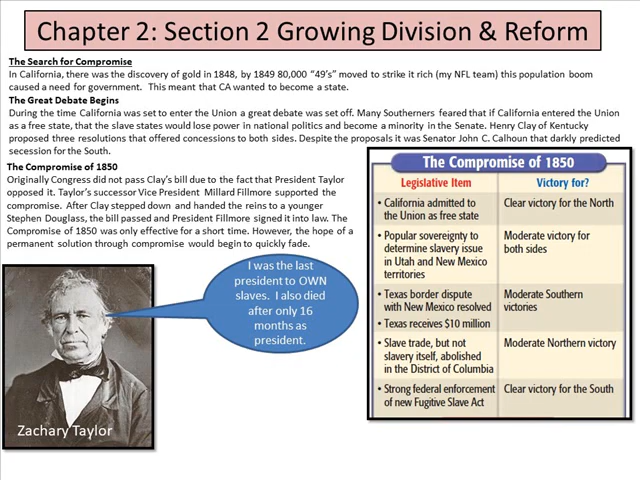 Chapter 2: Section 2 Growing Division & Reform
The Search for Compromise
In California, there was the discovery of gold in 1848, by 1849 80,000 “49’s” moved to strike it rich (my NFL team) this population boom
caused a need for government.  This meant that CA wanted to become a state.
The Great Debate Begins
During the time California was set to enter the Union a great debate was set off. Many Southerners feared that if California entered the Union
as a free state, that the slave states would lose power in national politics and become a minority in the Senate. Henry Clay of Kentucky
proposed three resolutions that offered concessions to both sides. Despite the proposals it was Senator John C. Calhoun that darkly predicted
secession for the South.
The Compromise of 1850
Originally Congress did not pass Clay’s bill due to the fact that President Taylor
opposed it. Taylor’s successor Vice President Millard Fillmore supported the
compromise. After Clay stepped down and handed the reins to a younger
Stephen Douglass, the bill passed and President Fillmore signed it into law. The
Compromise of 1850 was only effective for a short time. However, the hope of a
permanent solution through compromise would begin to quickly fade.
I was the last
president to OWN
slaves.  I also died
after only 16
months as
president.
Zachary Taylor
The Compromise of 1850
Legislative Item Victory for?
• California admitted to Clear victory for the North
the Union as free state
• Popular sovereignty to Moderate victory for
determine slavery issue both sides
in Utah and New Mexico
territories
• Texas border dispute Moderate Southern
with New Mexico resolved victories
• Texas receives $10 million
• Slave trade, but not Moderate Northern victory
slavery itself, abolished
in the District of Columbia
• Strong federal enforcement Clear victory for the South
of new Fugitive Slave Act